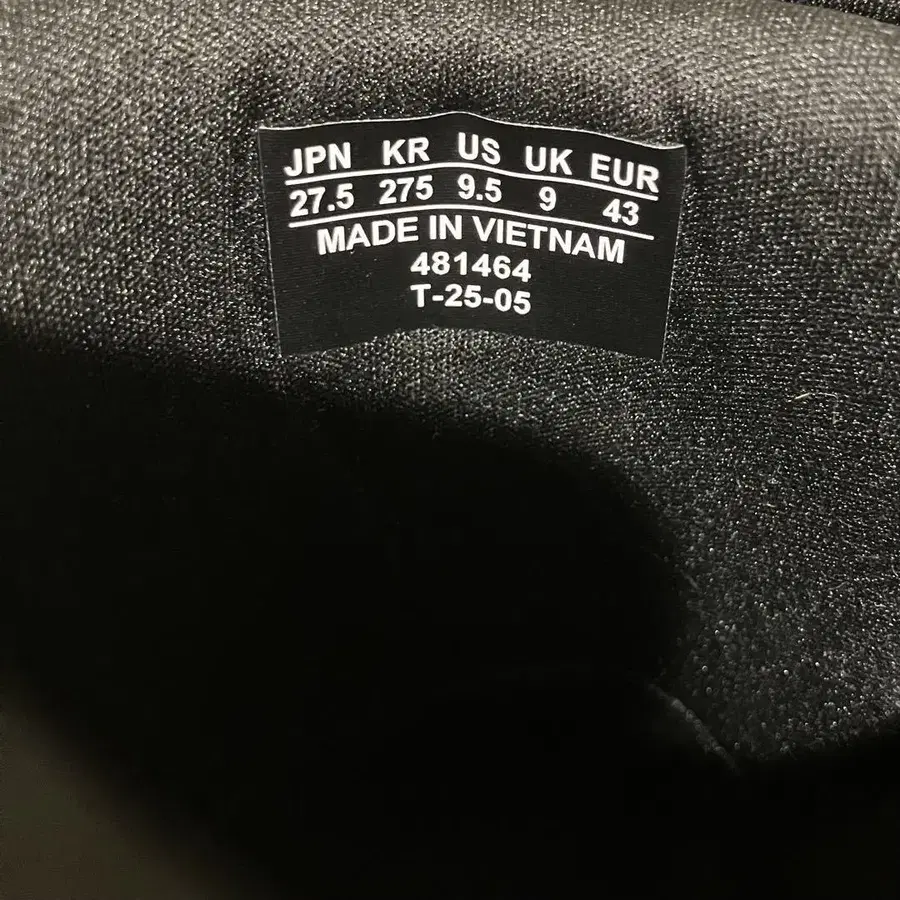 JPN KR US UK EUR
27.5 275 9.5 9 43
MADE IN VIETNAM
481464
T-25-05